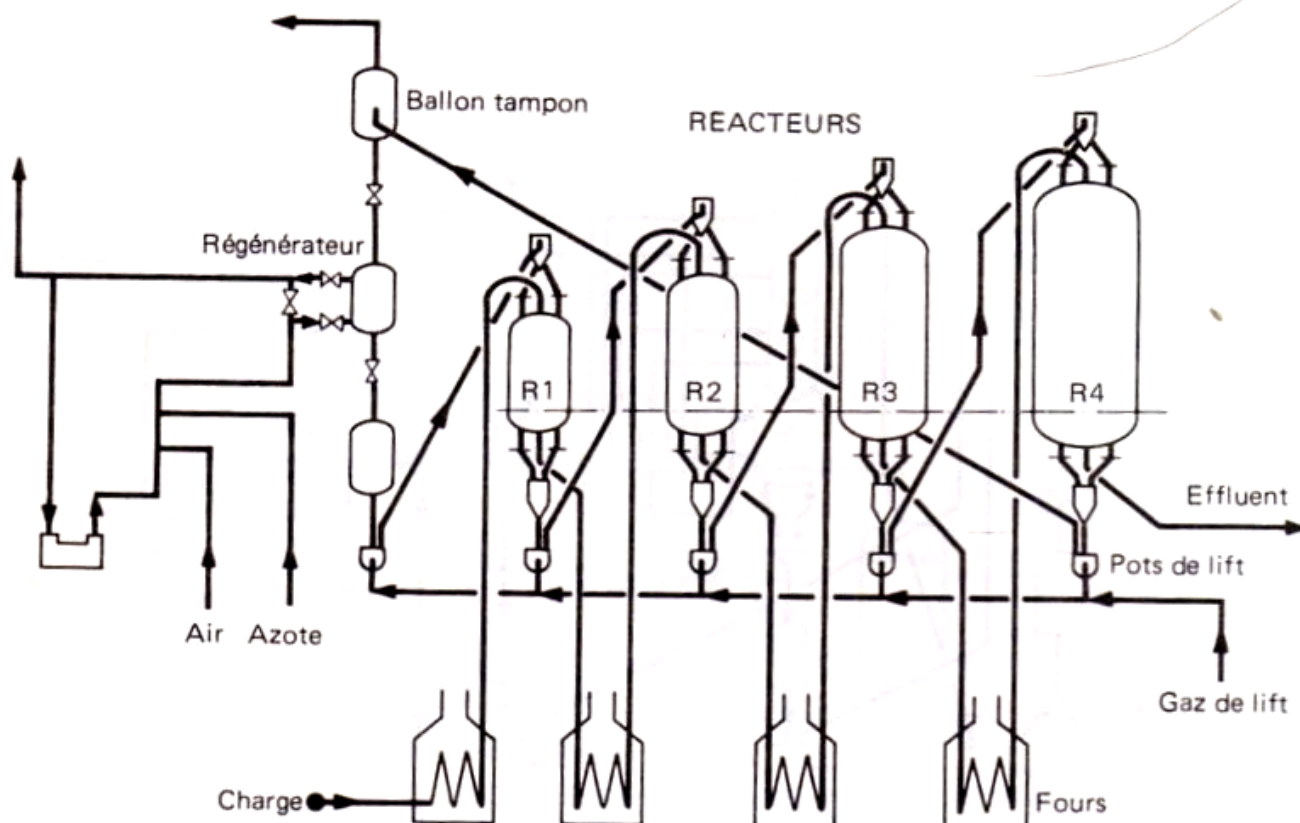 Ballon tampon
REACTEURS
Régénérateur
R1
R2
R3
R4
Effluent
Pots de lift
Air
Azote
Gaz de lift
Charge
Fours